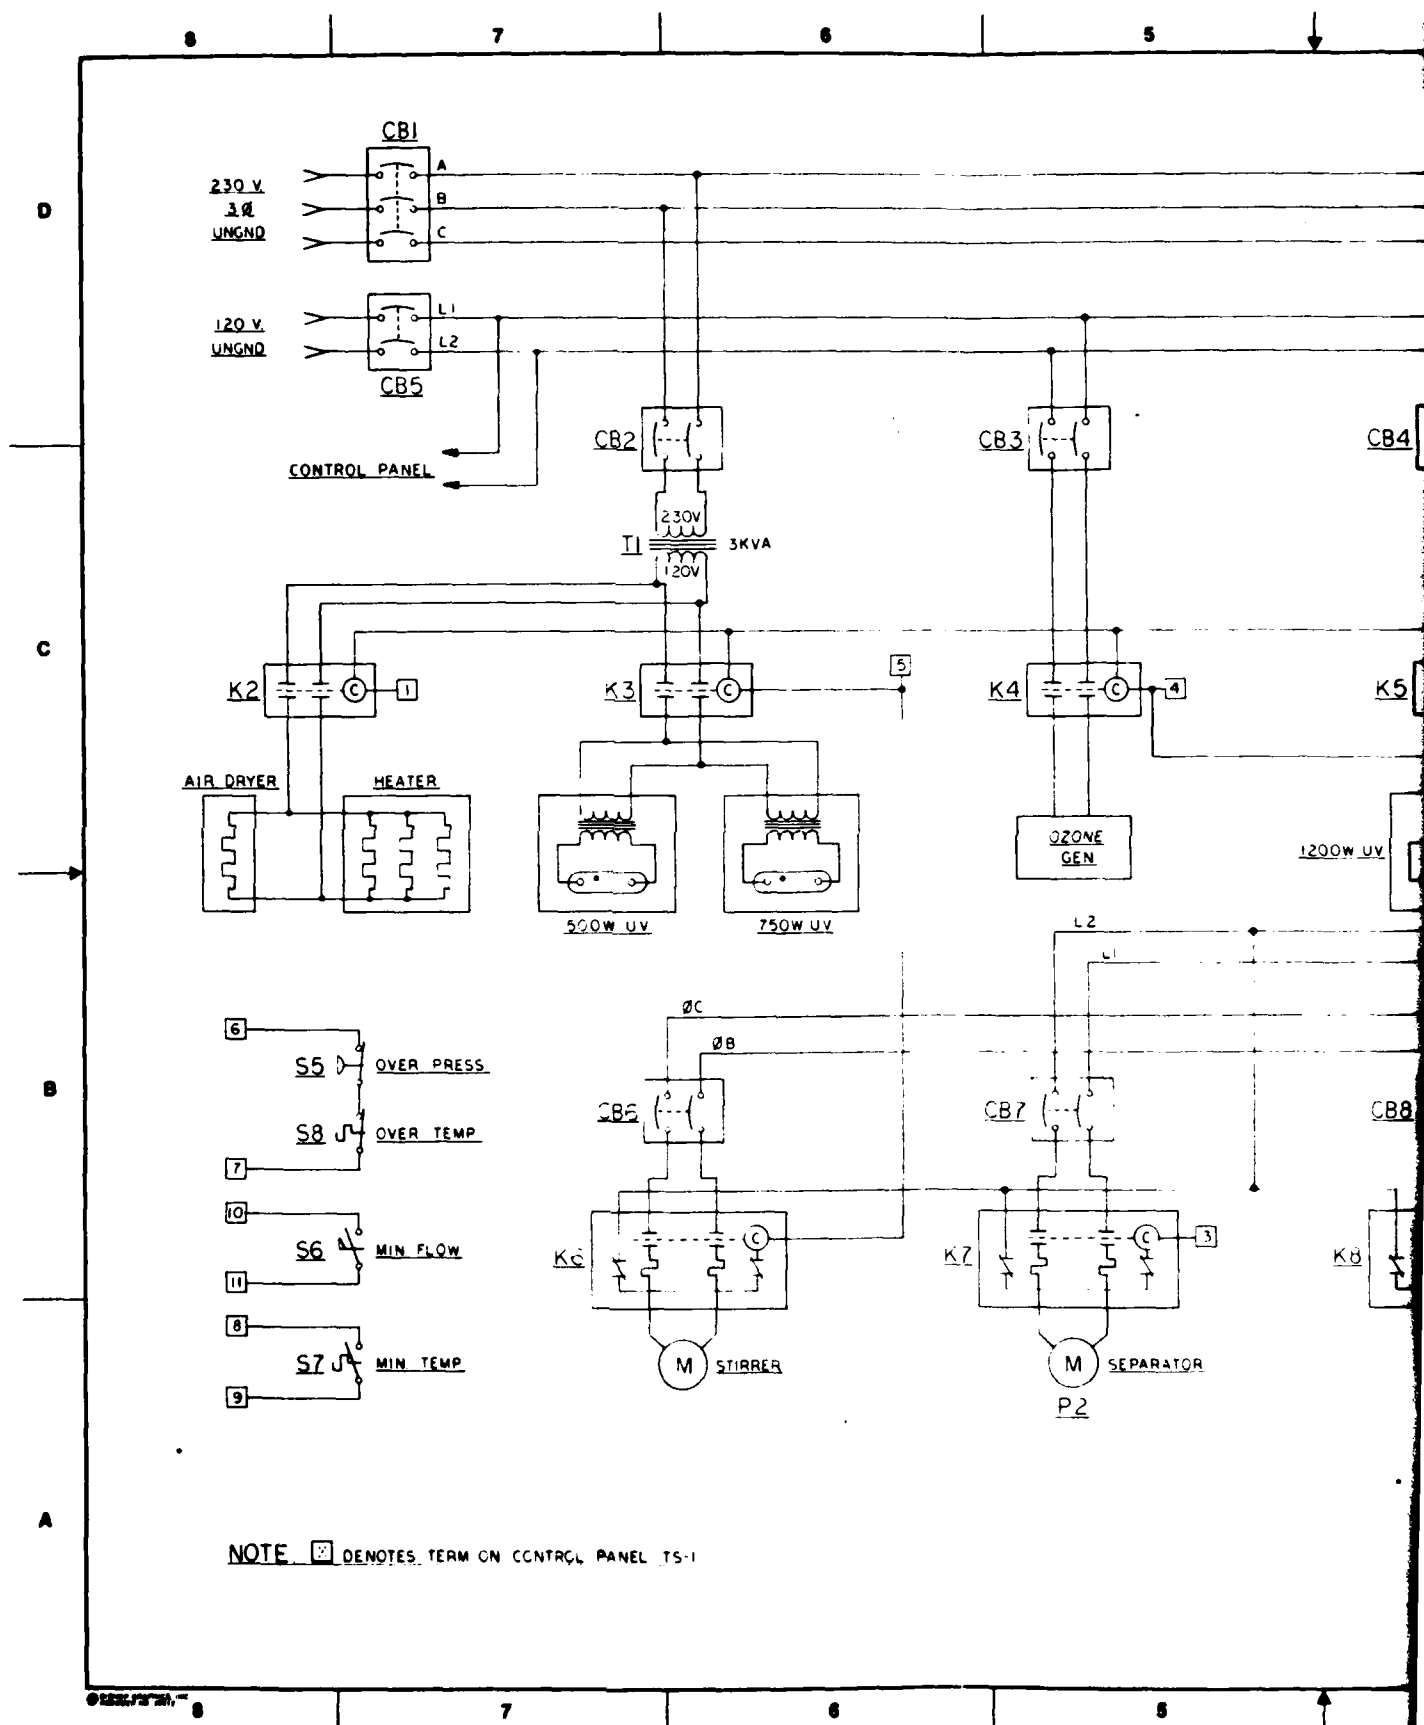 8 7 6 5
CB1
A
230 V.
B
3Ø
D
UNGND
C
L1
120 V.
L2
UNGND
CB5
CB2
CB3
CB4
CONTROL PANEL
230V
T1
3KVA
120V
C
5
K2
C
1
K3
C
K4
C
4
K5
AIR DRYER
HEATER
OZONE
GEN
1200W UV
500W UV
750W UV
L2
L1
ØC
6
ØB
S5
OVER PRESS
B
CB6
CB7
CB8
S8
OVER TEMP
7
10
S6
MIN FLOW
K6
C
K7
C
3
K8
11
8
S7
MIN TEMP
M
STIRRER
M
SEPARATOR
9
P2
A
NOTE. DENOTES TERM ON CONTROL PANEL TS-1
8 7 6 5